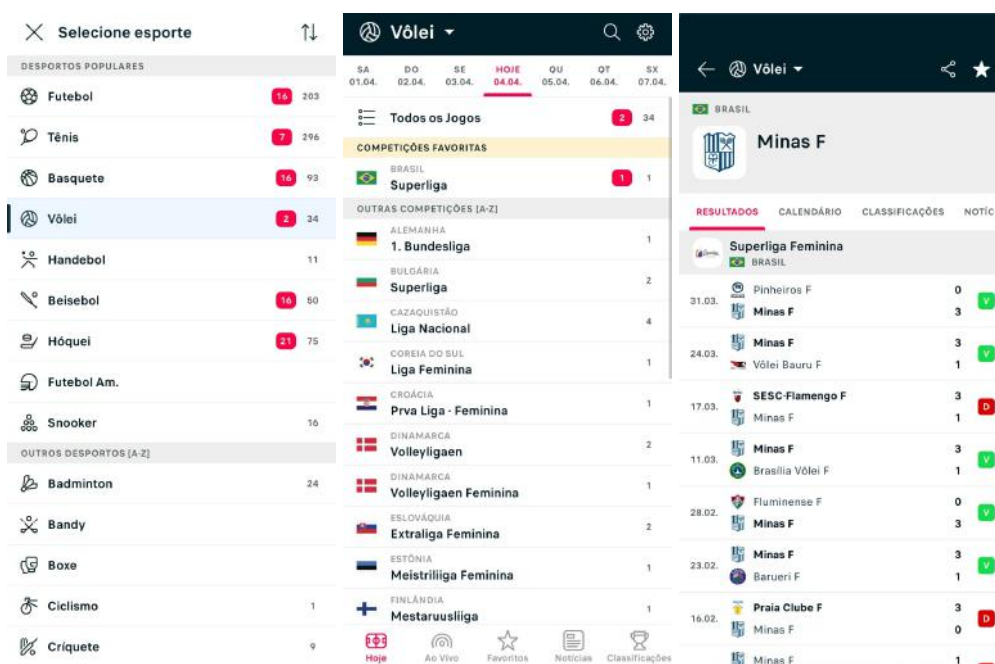 Selecione esporte
DESPORTOS POPULARES
Futebol 16 203
Tênis 7 296
Basquete 16 93
Vôlei 2 34
Handebol 11
Beisebol 16 50
Hóquei 21 75
Futebol Am.
Snooker 16
OUTROS DESPORTOS [A-Z]
Badminton 24
Bandy
Boxe
Ciclismo 1
Críquete 9
Vôlei
SA DO SE HOJE QU QT SX
01.04. 02.04. 03.04. 04.04. 05.04. 06.04. 07.04.
Todos os Jogos 2 34
COMPETIÇÕES FAVORITAS
BRASIL
Superliga 1 1
OUTRAS COMPETIÇÕES [A-Z]
ALEMANHA
1. Bundesliga 1
BULGÁRIA
Superliga 2
CAZAQUISTÃO
Liga Nacional 4
COREIA DO SUL
Liga Feminina 1
CROÁCIA
Prva Liga - Feminina 1
DINAMARCA
Volleyligaen 2
DINAMARCA
Volleyligaen Feminina 1
ESLOVÁQUIA
Extraliga Feminina 2
ESTÔNIA
Meistriliiga Feminina 1
FINLÂNDIA
Mestaruusliiga 1
Hoje Ao Vivo Favoritos Notícias Classificações
Vôlei
BRASIL
Minas F
RESULTADOS CALENDÁRIO CLASSIFICAÇÕES NOTÍC
Superliga Feminina
BRASIL
31.03. Pinheiros F 0 V
Minas F 3
24.03. Minas F 3 V
Vôlei Bauru F 1
17.03. SESC-Flamengo F 3 D
Minas F 1
11.03. Minas F 3 V
Brasília Vôlei F 1
28.02. Fluminense F 0 V
Minas F 3
23.02. Minas F 3 V
Barueri F 1
16.02. Praia Clube F 3 D
Minas F 0
Minas F 1